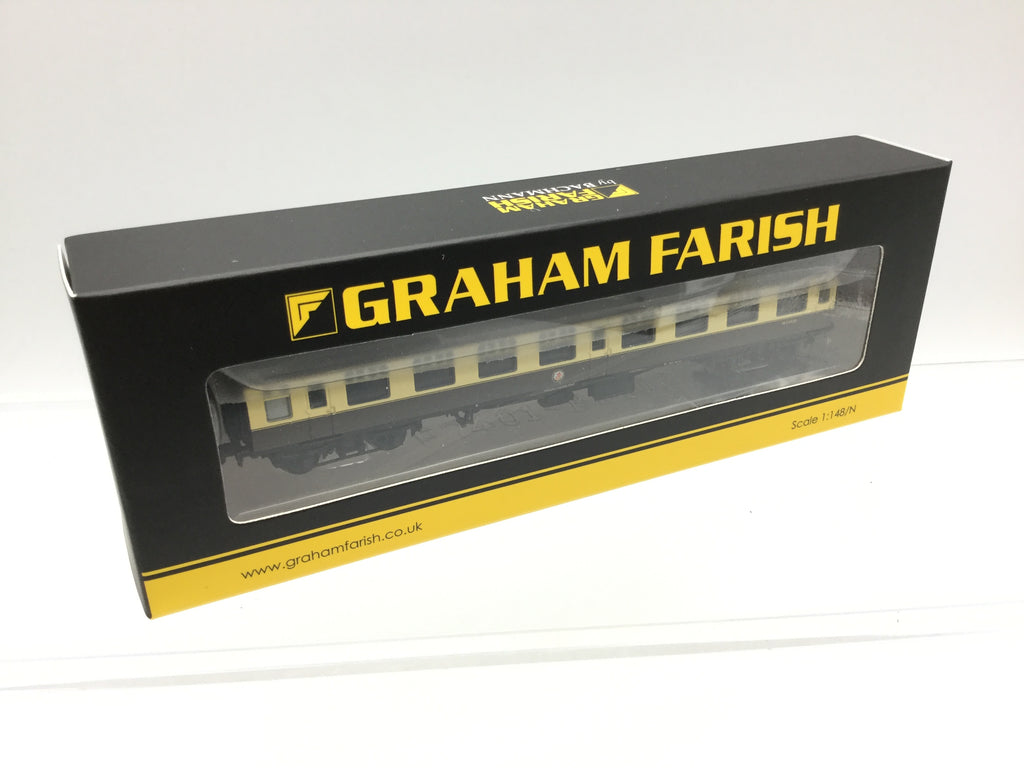 GRAHAM
FARISH
by BACHMANN
GRAHAM FARISH
Scale 1:148/N
www.grahamfarish.co.uk